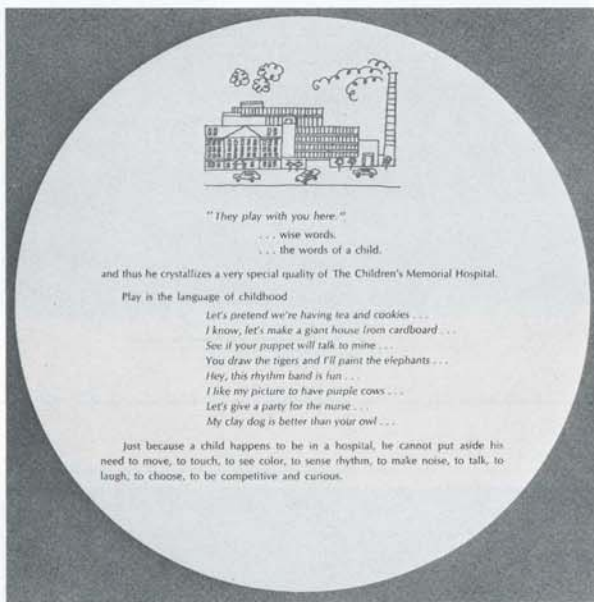 "They play with you here."
. . . wise words.
. . . the words of a child.
and thus he crystallizes a very special quality of The Children's Memorial Hospital.
Play is the language of childhood
Let's pretend we're having tea and cookies . . .
I know, let's make a giant house from cardboard . . .
See if your puppet will talk to mine . . .
You draw the tigers and I'll paint the elephants . . .
Hey, this rhythm band is fun . . .
I like my picture to have purple cows . . .
Let's give a party for the nurse . . .
My clay dog is better than your owl . . .
Just because a child happens to be in a hospital, he cannot put aside his
need to move, to touch, to see color, to sense rhythm, to make noise, to talk, to
laugh, to choose, to be competitive and curious.